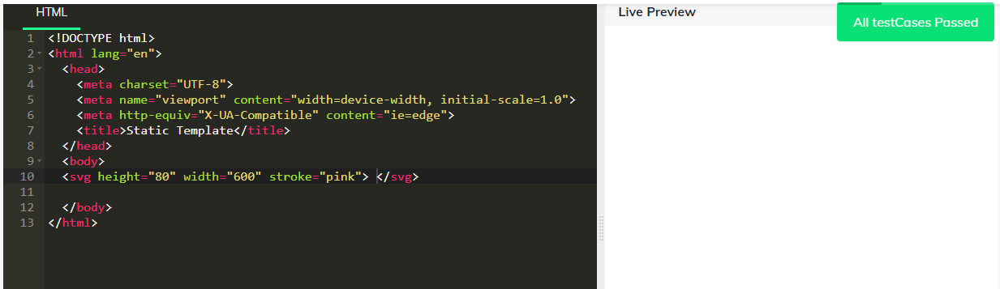 HTML
Live Preview
All testCases Passed
1 <!DOCTYPE html>
2 <html lang="en">
3 <head>
4 <meta charset="UTF-8">
5 <meta name="viewport" content="width=device-width, initial-scale=1.0">
6 <meta http-equiv="X-UA-Compatible" content="ie=edge">
7 <title>Static Template</title>
8 </head>
9 <body>
10 <svg height="80" width="600" stroke="pink"> </svg>
11
12 </body>
13 </html>